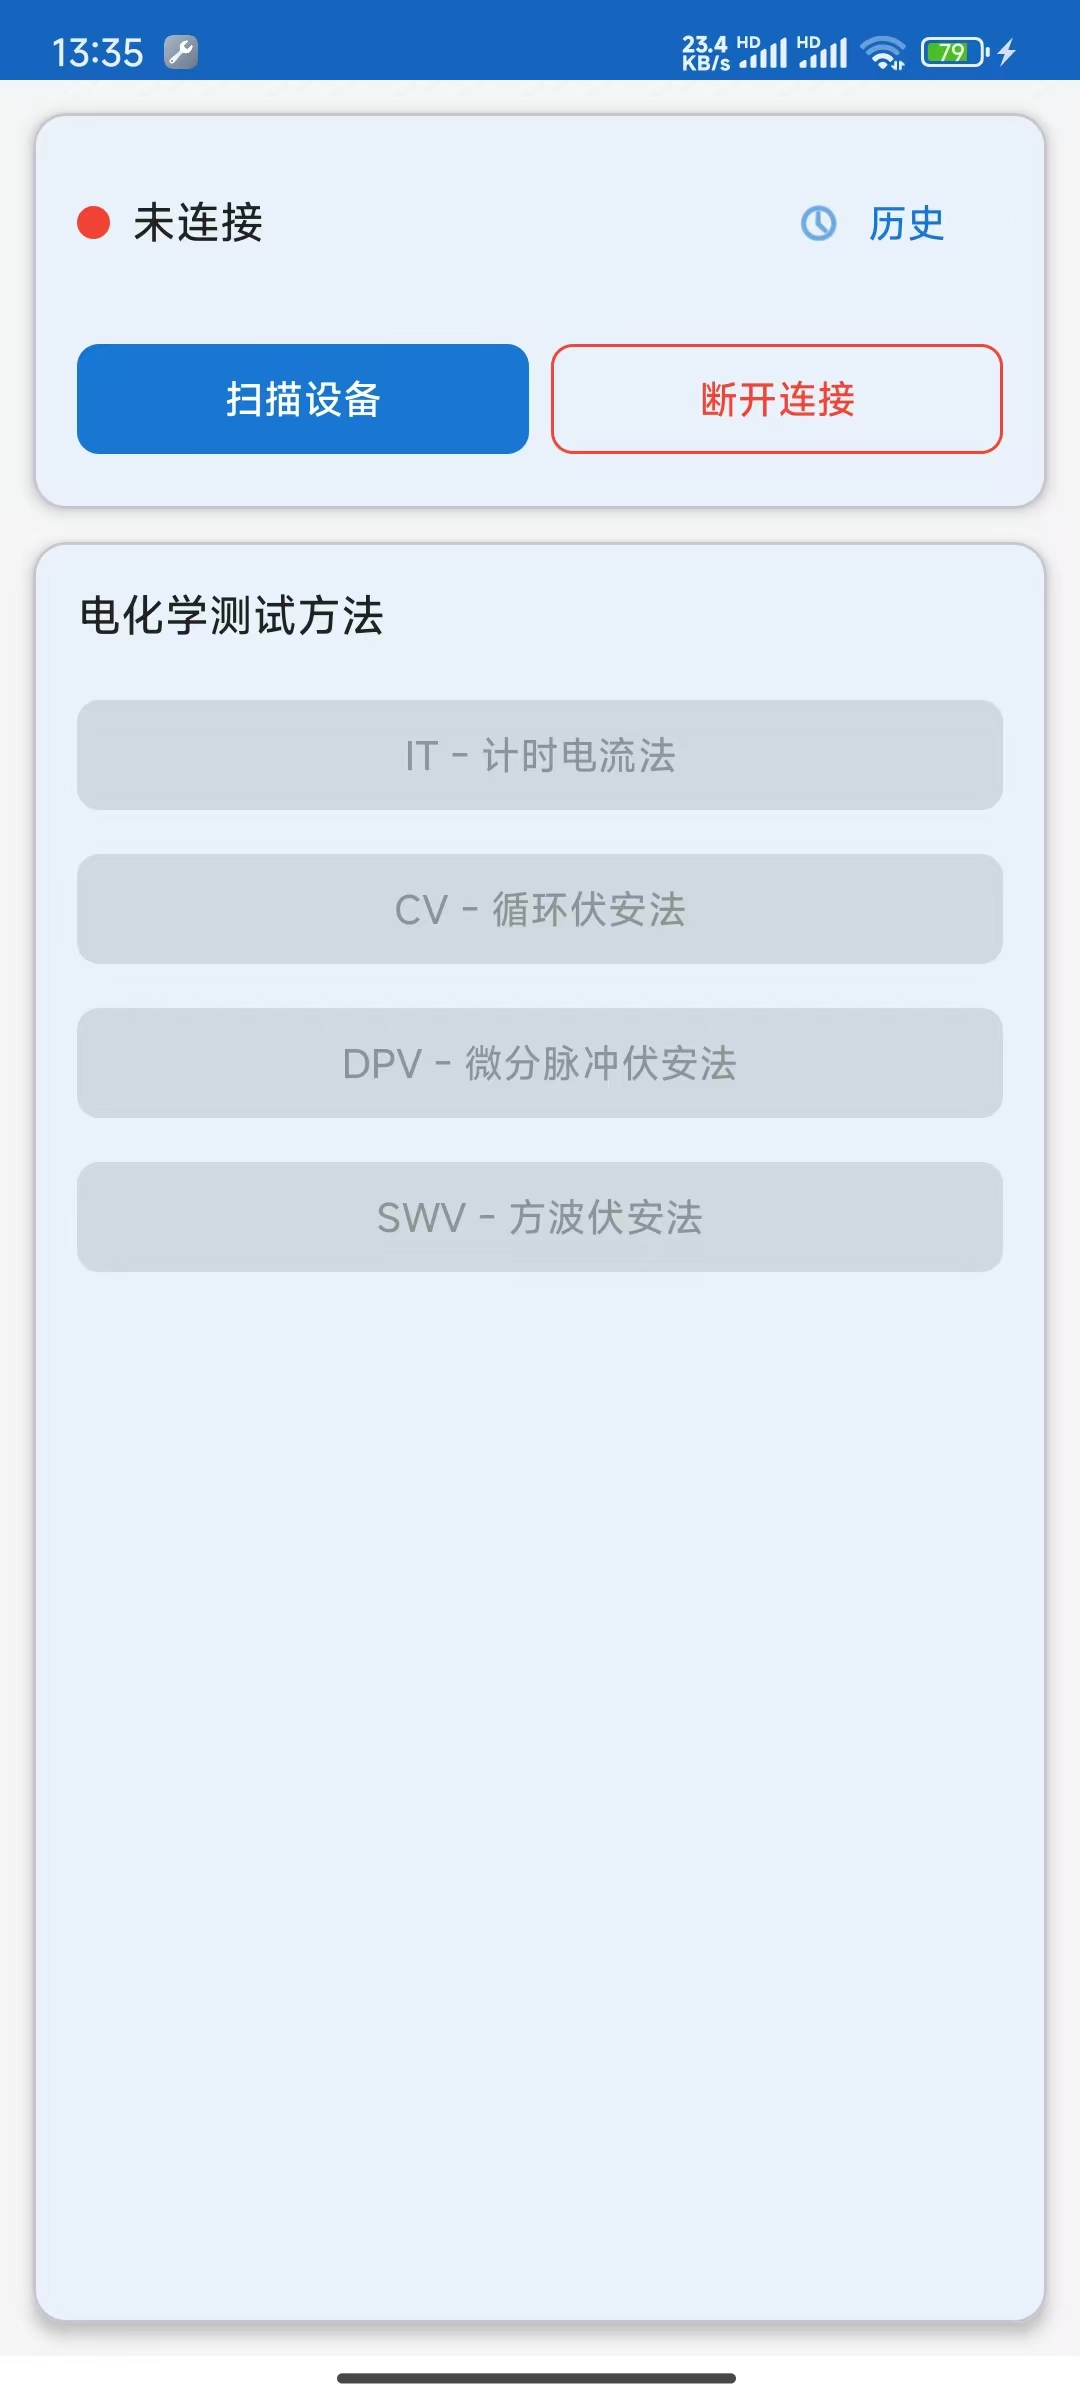 13:35
23.4 KB/s HD HD 79
未连接
历史
扫描设备
断开连接
电化学测试方法
IT - 计时电流法
CV - 循环伏安法
DPV - 微分脉冲伏安法
SWV - 方波伏安法